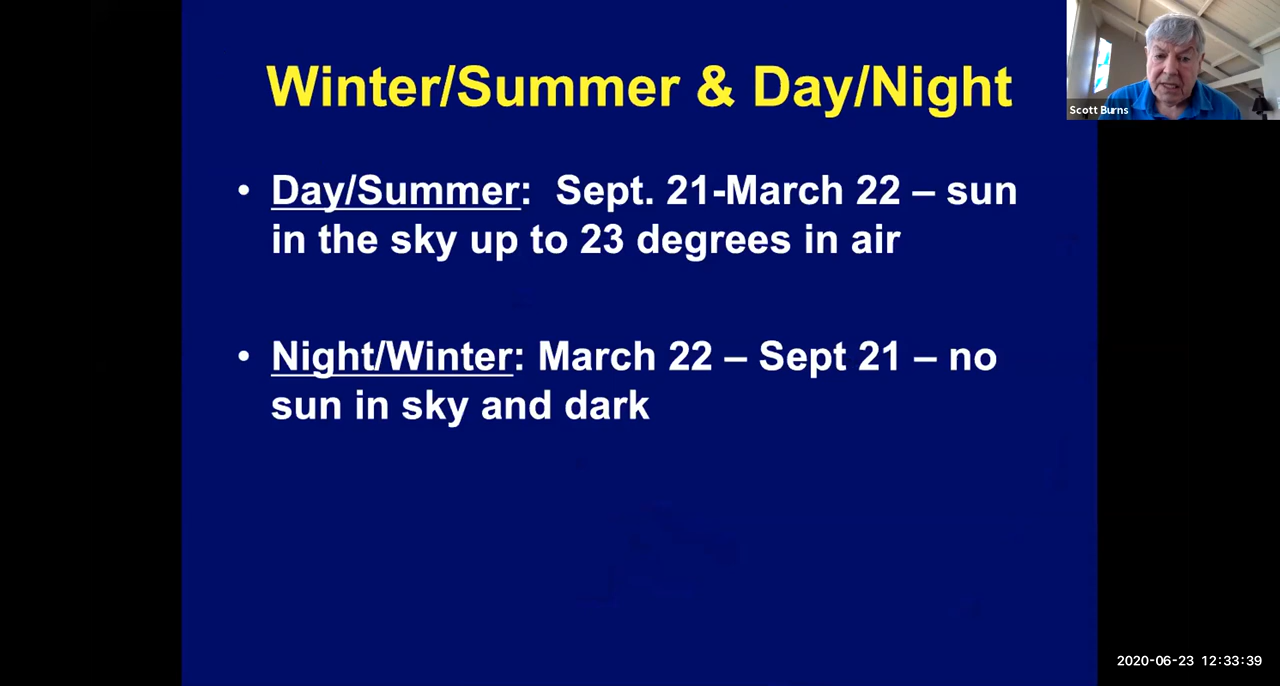 Winter/Summer & Day/Night
Scott Burns
• Day/Summer: Sept. 21-March 22 – sun
in the sky up to 23 degrees in air
• Night/Winter: March 22 – Sept 21 – no
sun in sky and dark
2020-06-23 12:33:39